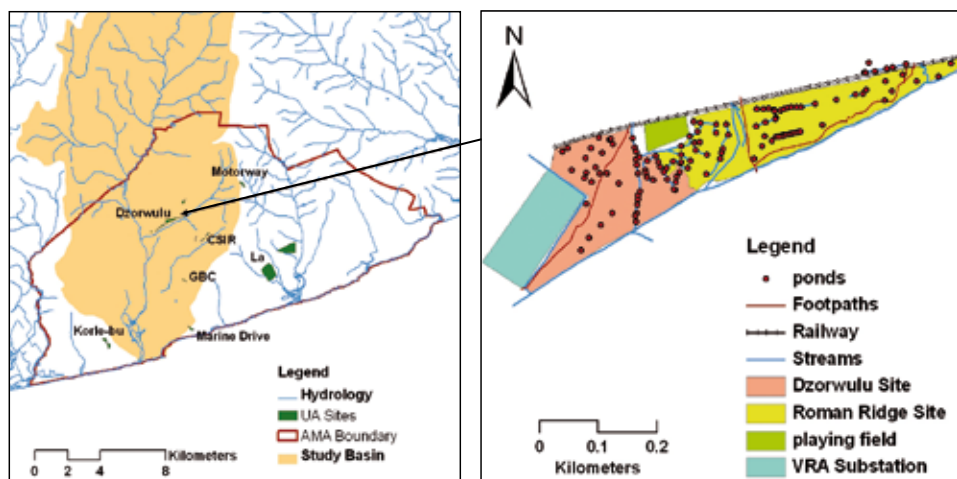 Motorway
Dzorwulu
CSIR
La
GBC
Korle-bu
Marine Drive
Legend
Hydrology
UA Sites
AMA Boundary
Study Basin
0 2 4 8
Kilometers
N
Legend
ponds
Footpaths
Railway
Streams
Dzorwulu Site
Roman Ridge Site
playing field
VRA Substation
0 0.1 0.2
Kilometers